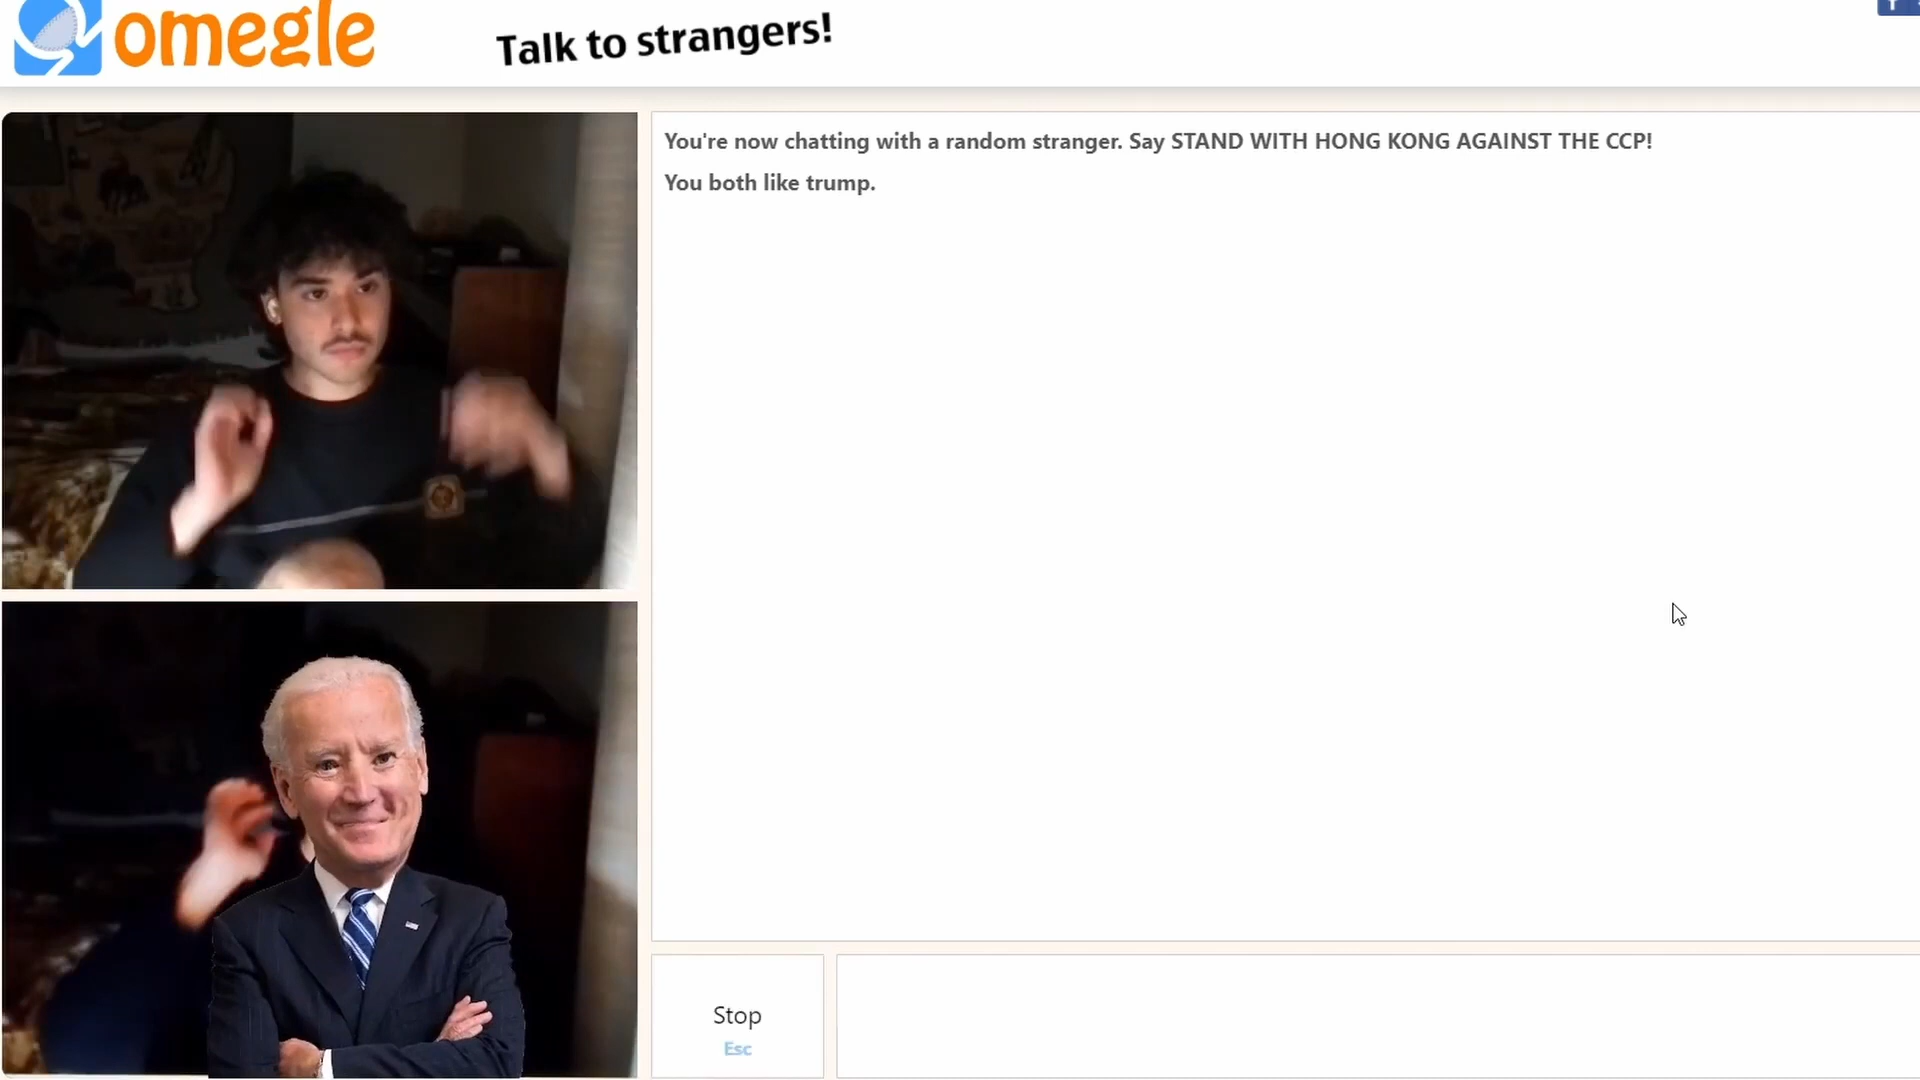 omegle
Talk to strangers!
You're now chatting with a random stranger. Say STAND WITH HONG KONG AGAINST THE CCP!
You both like trump.
Stop
Esc